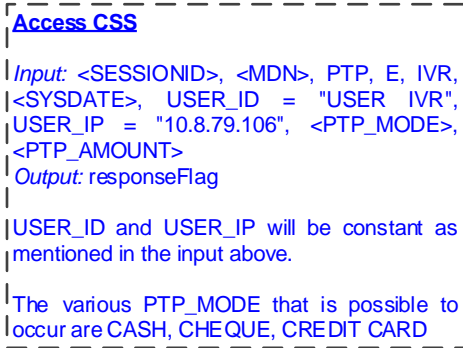 Access CSS
Input: <SESSIONID>, <MDN>, PTP, E, IVR,
<SYSDATE>, USER_ID = "USER IVR",
USER_IP = "10.8.79.106", <PTP_MODE>,
<PTP_AMOUNT>
Output: responseFlag
USER_ID and USER_IP will be constant as
mentioned in the input above.
The various PTP_MODE that is possible to
occur are CASH, CHEQUE, CREDIT CARD